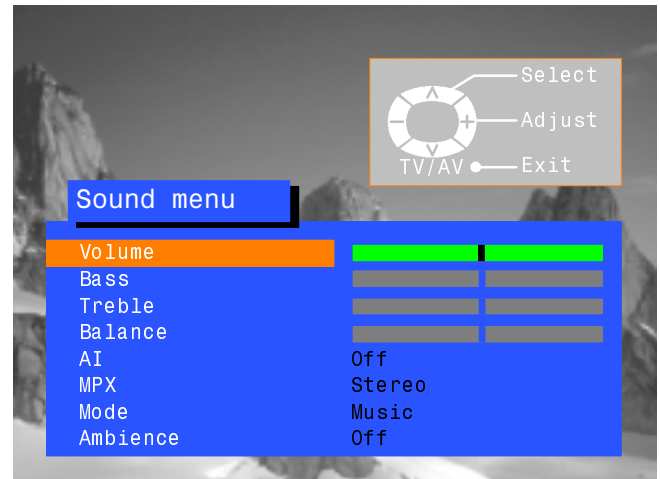 Select
Adjust
TV/AV Exit
Sound menu
Volume
Bass
Treble
Balance
AI Off
MPX Stereo
Mode Music
Ambience Off